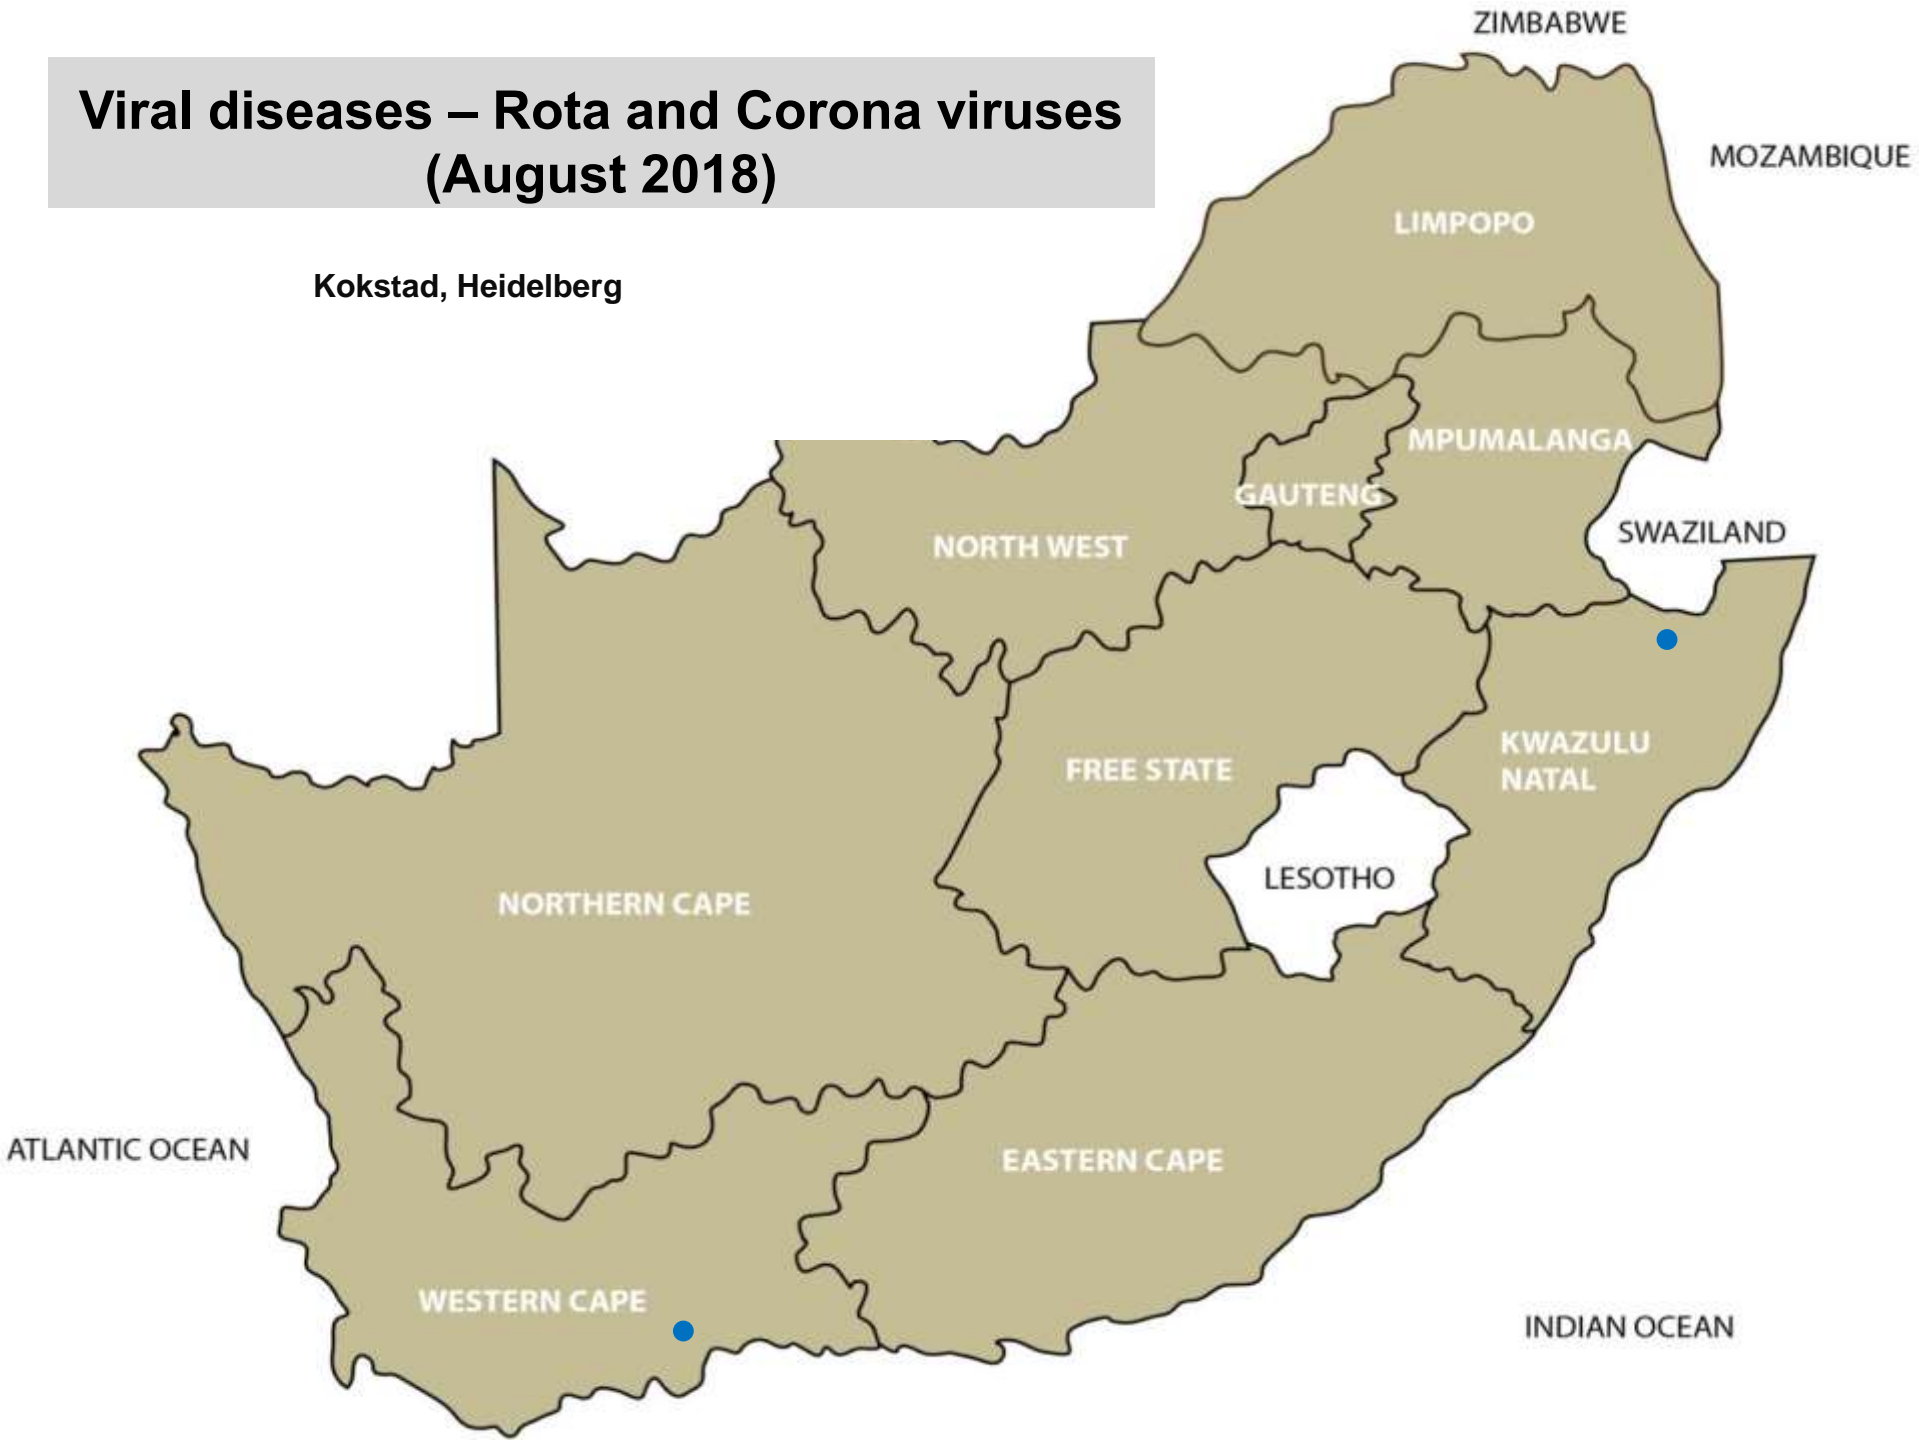 ZIMBABWE
Viral diseases – Rota and Corona viruses
(August 2018)
MOZAMBIQUE
LIMPOPO
Kokstad, Heidelberg
MPUMALANGA
GAUTENG
SWAZILAND
NORTH WEST
KWAZULU
NATAL
FREE STATE
LESOTHO
NORTHERN CAPE
ATLANTIC OCEAN
EASTERN CAPE
WESTERN CAPE
INDIAN OCEAN